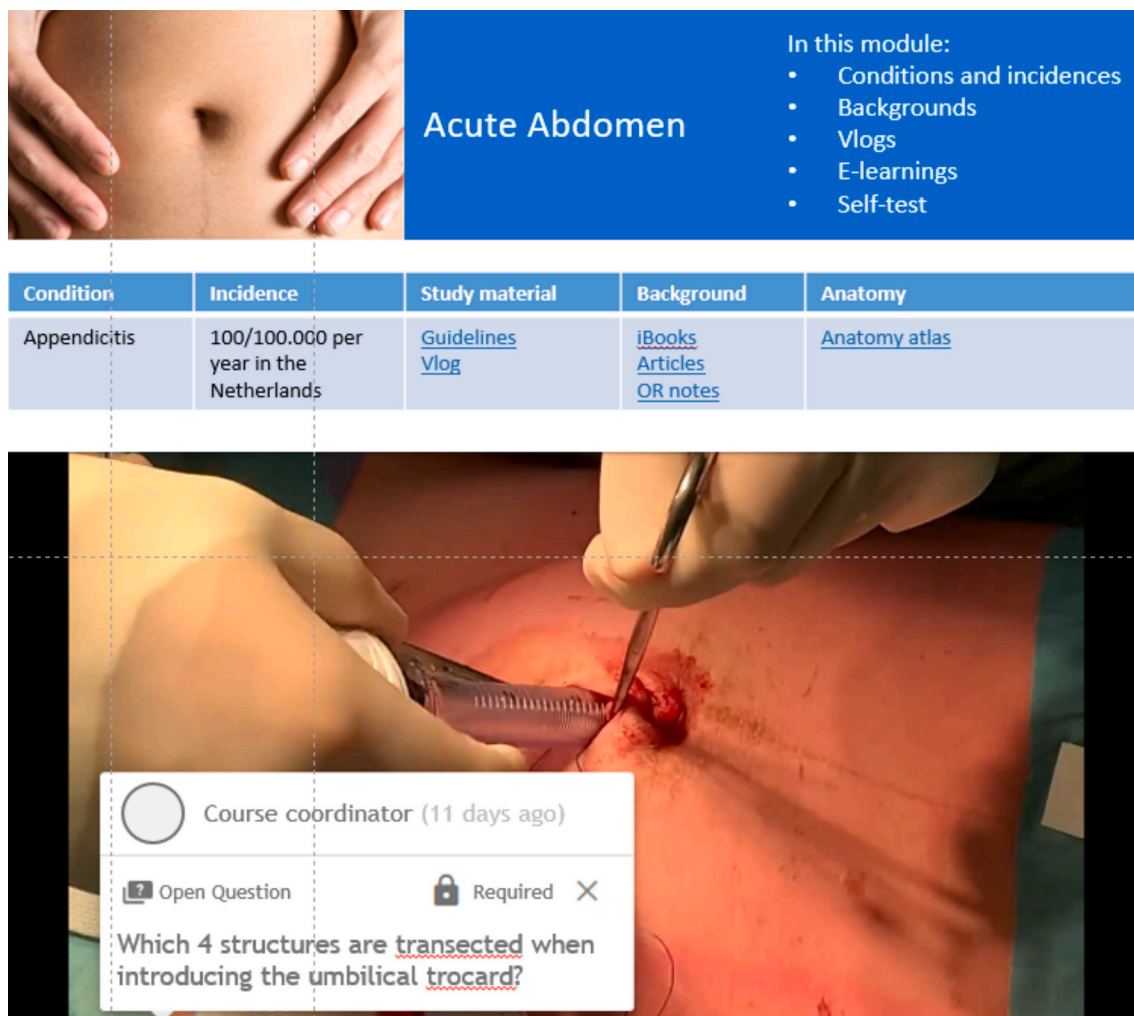 Acute Abdomen
In this module:
• Conditions and incidences
• Backgrounds
• Vlogs
• E-learnings
• Self-test
Condition Incidence Study material Background Anatomy
Appendicitis 100/100.000 per Guidelines iBooks Anatomy atlas
year in the Vlog Articles
Netherlands OR notes
Course coordinator (11 days ago)
? Open Question Required ✕
Which 4 structures are transected when
introducing the umbilical trocard?